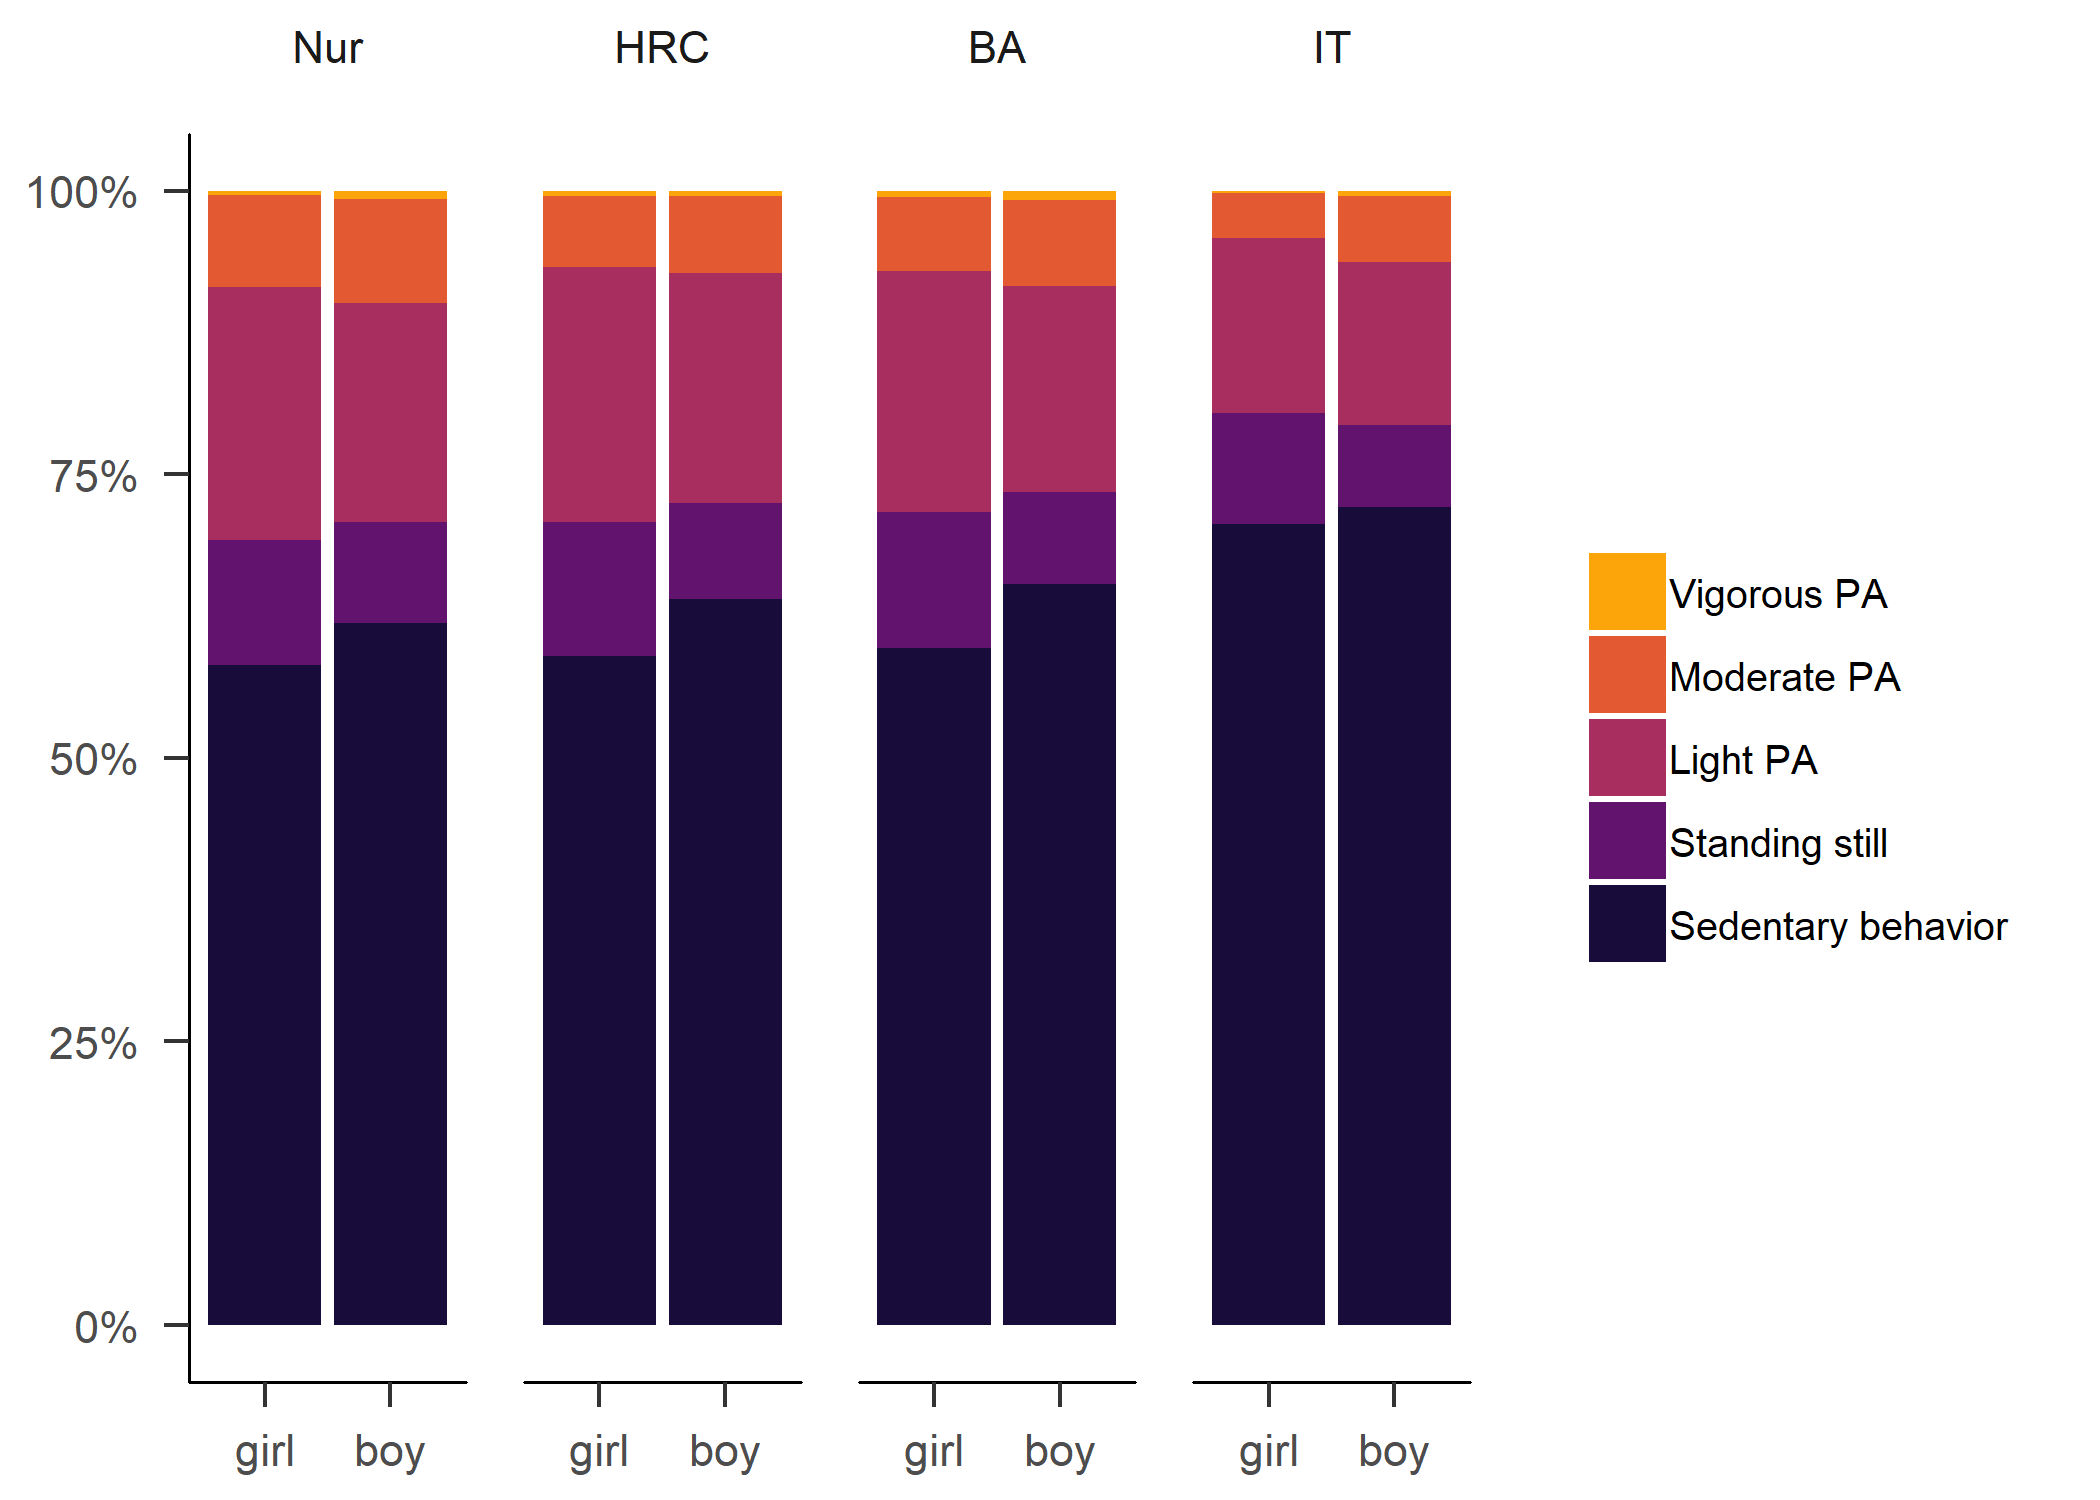 Nur HRC BA IT
100%
75%
50%
25%
0%
girl boy girl boy girl boy girl boy
Vigorous PA
Moderate PA
Light PA
Standing still
Sedentary behavior